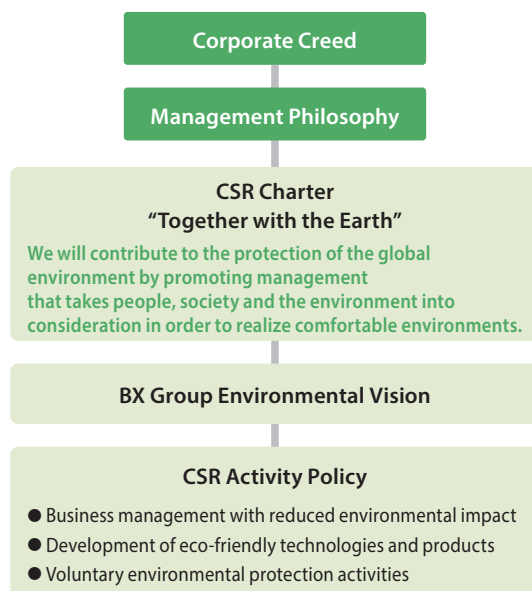 Corporate Creed
Management Philosophy
CSR Charter
“Together with the Earth”
We will contribute to the protection of the global
environment by promoting management
that takes people, society and the environment into
consideration in order to realize comfortable environments.
BX Group Environmental Vision
CSR Activity Policy
● Business management with reduced environmental impact
● Development of eco-friendly technologies and products
● Voluntary environmental protection activities